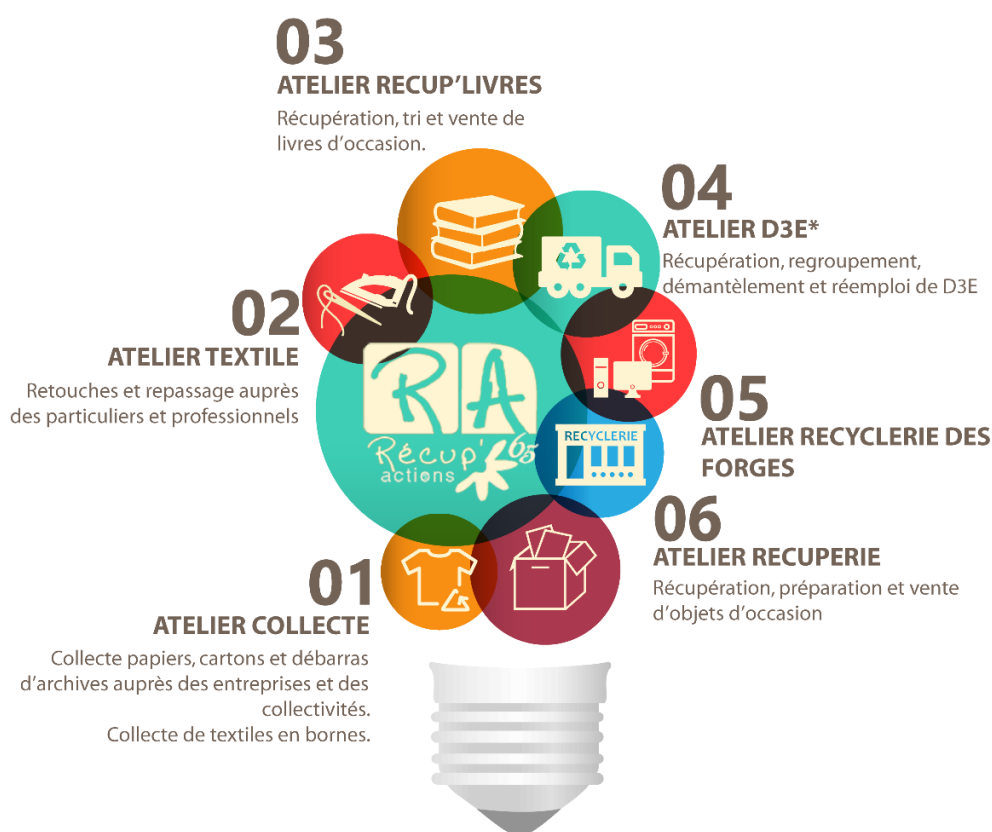 03
ATELIER RECUP'LIVRES
Récupération, tri et vente de
livres d'occasion.
04
ATELIER D3E*
Récupération, regroupement,
démantèlement et réemploi de D3E
02
ATELIER TEXTILE
Retouches et repassage auprès
des particuliers et professionnels
RA
Récup'
65
actions
05
ATELIER RECYCLERIE DES
FORGES
RECYCLERIE
06
ATELIER RECUPERIE
Récupération, préparation et vente
d'objets d'occasion
01
ATELIER COLLECTE
Collecte papiers, cartons et débarras
d'archives auprès des entreprises et des
collectivités.
Collecte de textiles en bornes.